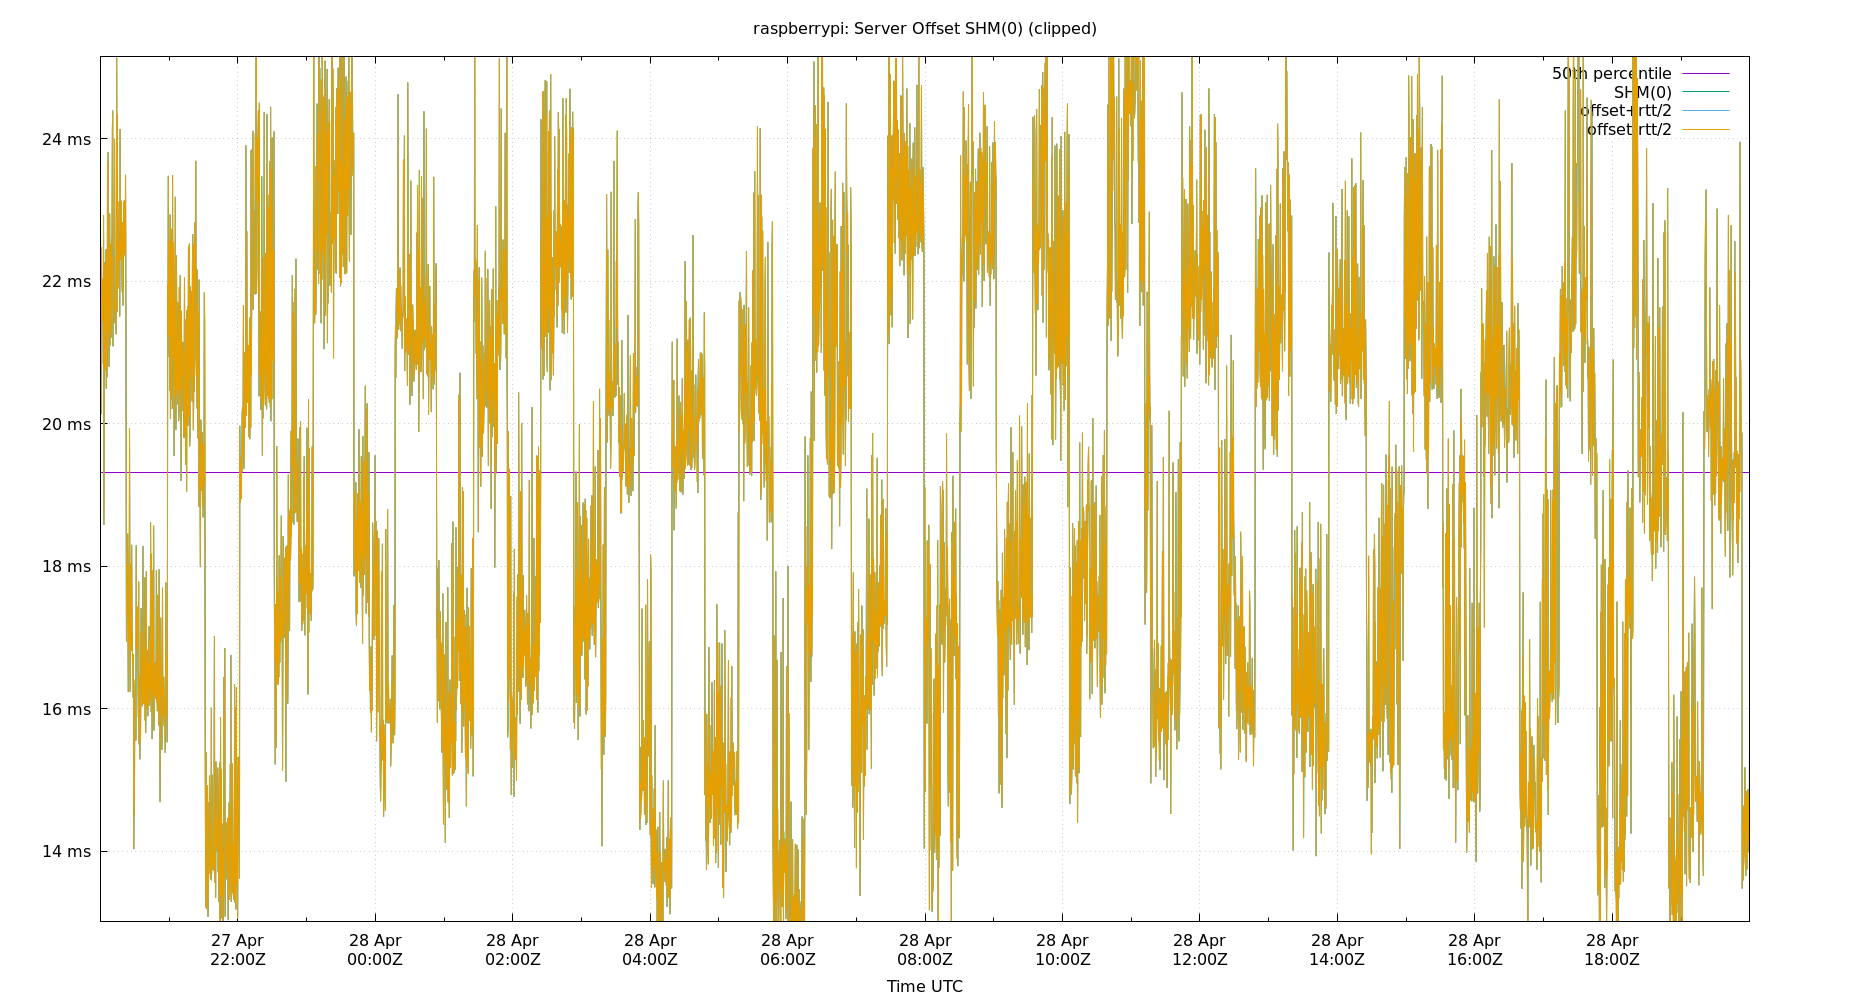 raspberrypi: Server Offset SHM(0) (clipped)
50th percentile
SHM(0)
offset+rtt/2
offset-rtt/2
24 ms
22 ms
20 ms
18 ms
16 ms
14 ms
27 Apr 28 Apr 28 Apr 28 Apr 28 Apr 28 Apr 28 Apr 28 Apr 28 Apr 28 Apr 28 Apr
22:00Z 00:00Z 02:00Z 04:00Z 06:00Z 08:00Z 10:00Z 12:00Z 14:00Z 16:00Z 18:00Z
Time UTC